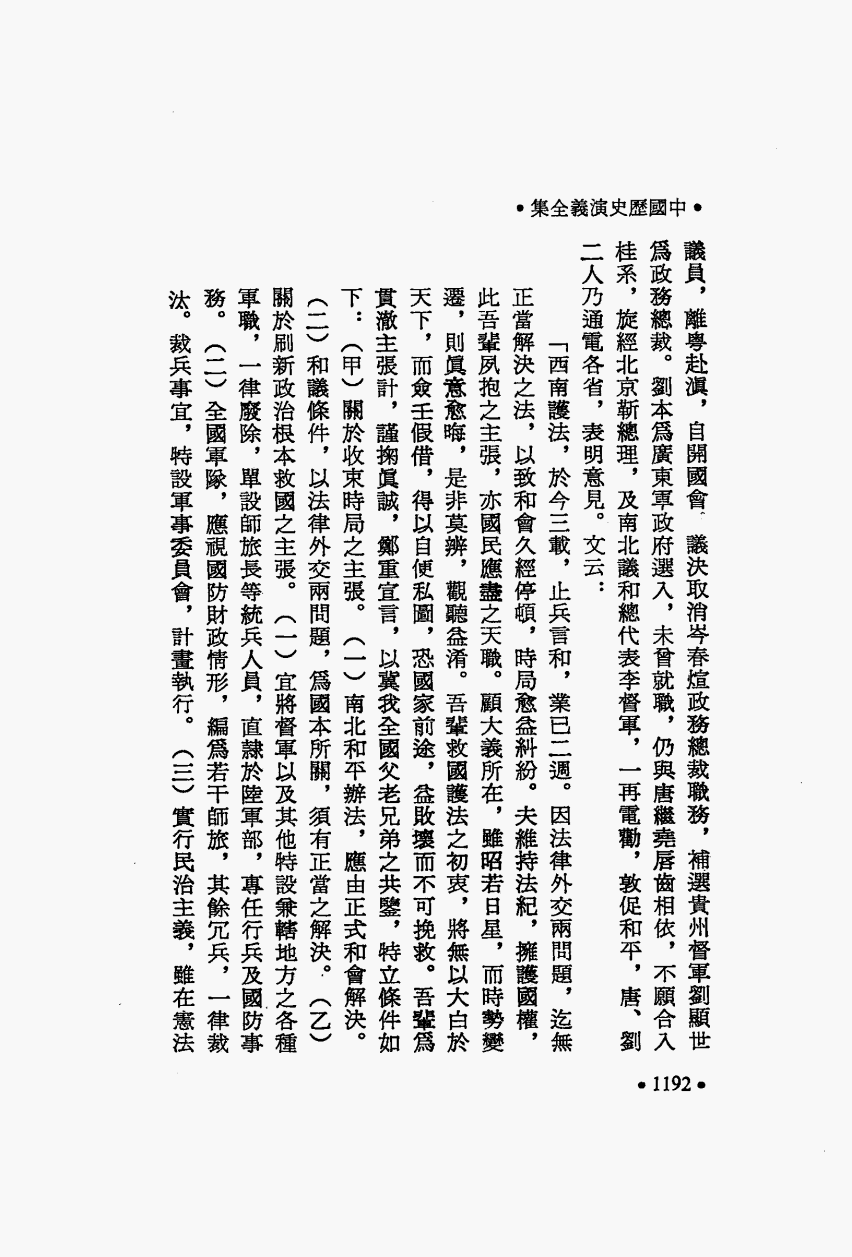 •中國歷史演義全集•
議員，離粵赴滇，自開國會 議決取消岑春煊政務總裁職務，補選貴州督軍劉顯世
爲政務總裁。劉本爲廣東軍政府選入，未曾就職，仍與唐繼堯唇齒相依，不願合入
桂系，旋經北京靳總理，及南北議和總代表李督軍，一再電勸，敦促和平，唐、劉
二人乃通電各省，表明意見。文云：
「西南護法，於今三載，止兵言和，業已二週。因法律外交兩問題，迄無
正當解決之法，以致和會久經停頓，時局愈益糾紛。夫維持法紀，擁護國權，
此吾輩夙抱之主張，亦國民應盡之天職。顧大義所在，雖昭若日星，而時勢變
遷，則眞意愈晦，是非莫辨，觀聽益淆。吾輩救國護法之初衷，將無以大白於
天下，而僉壬假借，得以自便私圖，恐國家前途，益敗壞而不可挽救。吾輩爲
貫澈主張計，謹掬眞誠，鄭重宣言，以冀我全國父老兄弟之共鑒，特立條件如
下：（甲）關於收束時局之主張。（一）南北和平辦法，應由正式和會解決。
（二）和議條件，以法律外交兩問題，爲國本所關，須有正當之解決。（乙）
關於刷新政治根本救國之主張。（一）宜將督軍以及其他特設兼轄地方之各種
軍職，一律廢除，單設師旅長等統兵人員，直隸於陸軍部，專任行兵及國防事
務。（二）全國軍隊，應視國防財政情形，編爲若干師旅，其餘冗兵，一律裁
汰。裁兵事宜，特設軍事委員會，計畫執行。（三）實行民治主義，雖在憲法
•1192•